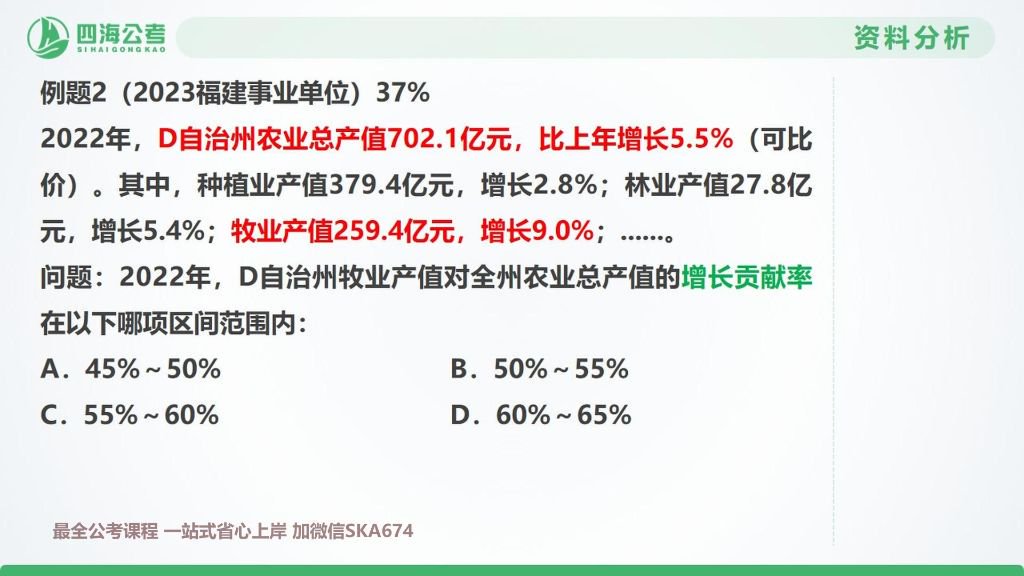 四海公考
SIHAIGONGKAO
资料分析
例题2（2023福建事业单位）37%
2022年，D自治州农业总产值702.1亿元，比上年增长5.5%（可比
价）。其中，种植业产值379.4亿元，增长2.8%；林业产值27.8亿
元，增长5.4%；牧业产值259.4亿元，增长9.0%；……。
问题：2022年，D自治州牧业产值对全州农业总产值的增长贡献率
在以下哪项区间范围内：
A．45%～50% B．50%～55%
C．55%～60% D．60%～65%
最全公考课程 一站式省心上岸 加微信SKA674